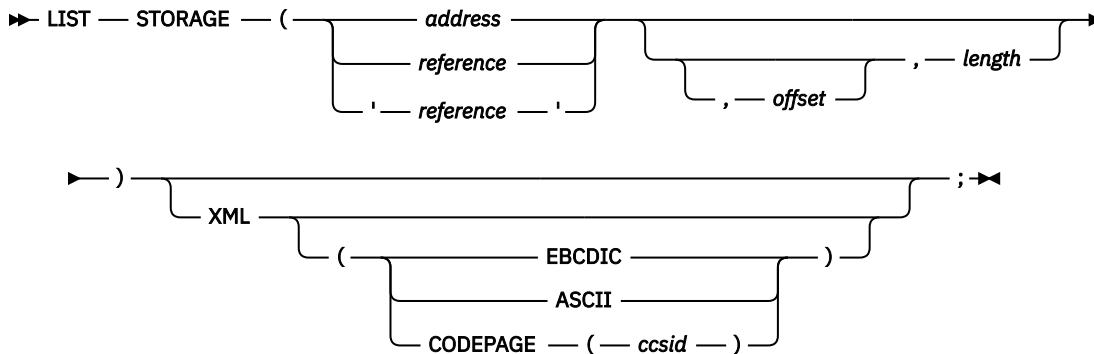 LIST STORAGE ( address
reference , length
' reference ' , offset
) ;
XML
( EBCDIC )
ASCII
CODEPAGE ( ccsid )